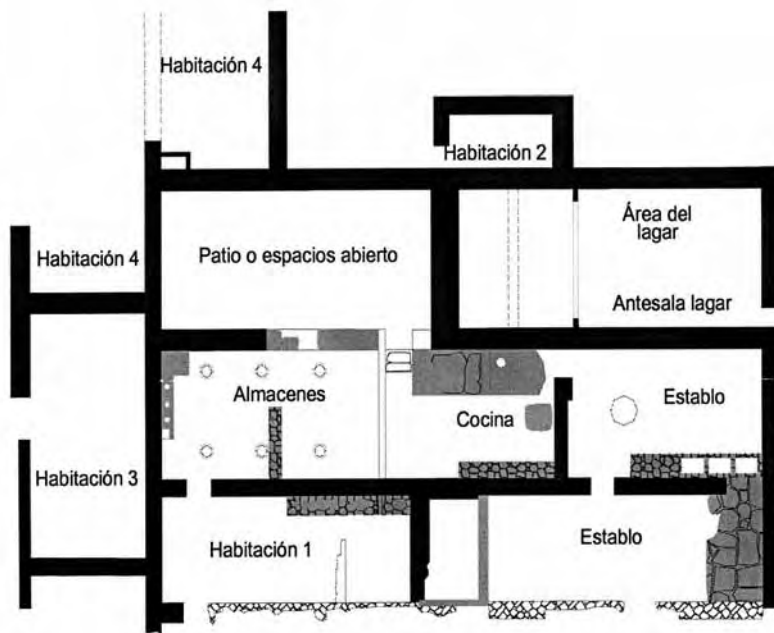 Habitación 4
Habitación 2
Área del
lagar
Habitación 4
Patio o espacios abierto
Antesala lagar
Almacenes
Establo
Cocina
Habitación 3
Habitación 1
Establo